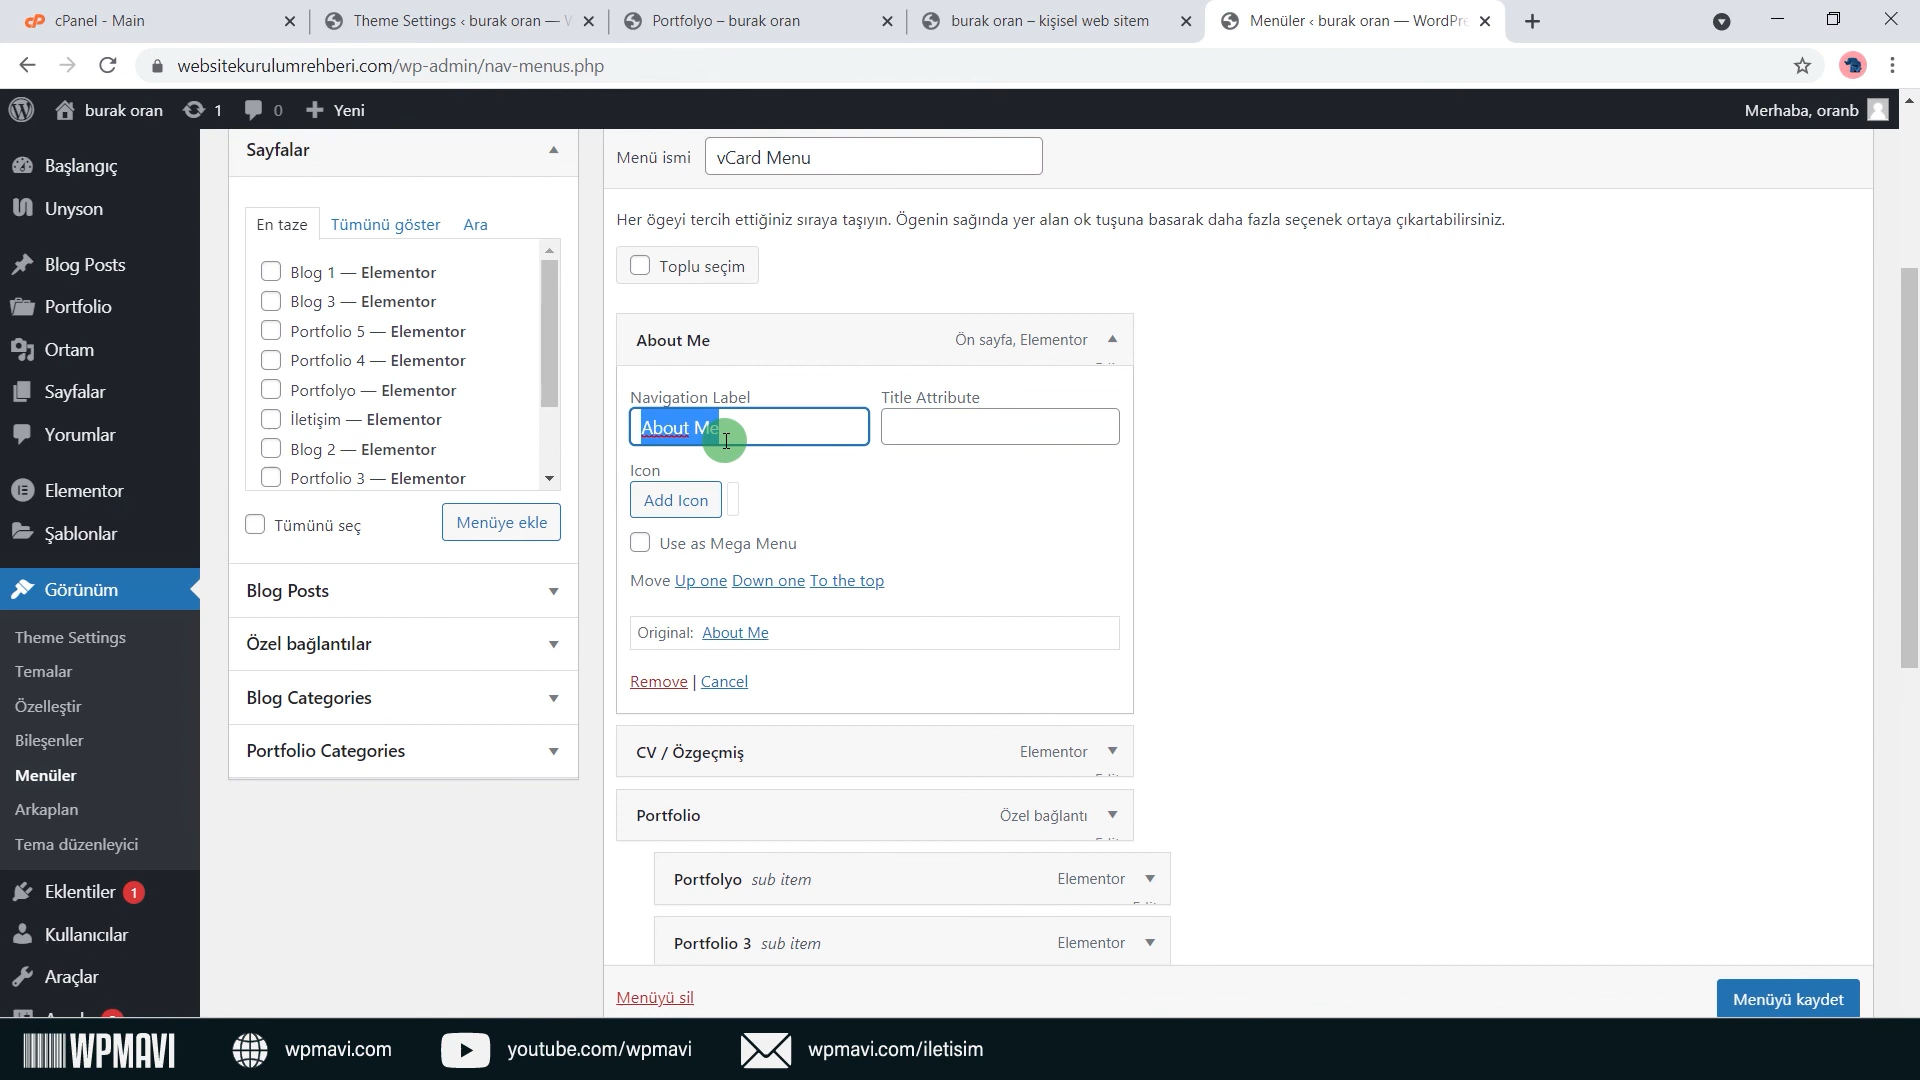 cPanel - Main
Theme Settings ‹ burak oran — W
Portfolyo – burak oran
burak oran – kişisel web sitem
Menüler ‹ burak oran — WordPre
websitekurulumrehberi.com/wp-admin/nav-menus.php
burak oran
1
0
Yeni
Merhaba, oranb
Başlangıç
Unyson
Blog Posts
Portfolio
Ortam
Sayfalar
Yorumlar
Elementor
Şablonlar
Görünüm
Theme Settings
Temalar
Özelleştir
Bileşenler
Menüler
Arkaplan
Tema düzenleyici
Eklentiler 1
Kullanıcılar
Araçlar
Sayfalar
En taze
Tümünü göster
Ara
Blog 1 — Elementor
Blog 3 — Elementor
Portfolio 5 — Elementor
Portfolio 4 — Elementor
Portfolyo — Elementor
İletişim — Elementor
Blog 2 — Elementor
Portfolio 3 — Elementor
Tümünü seç
Menüye ekle
Blog Posts
Özel bağlantılar
Blog Categories
Portfolio Categories
Menü ismi
vCard Menu
Her ögeyi tercih ettiğiniz sıraya taşıyın. Ögenin sağında yer alan ok tuşuna basarak daha fazla seçenek ortaya çıkartabilirsiniz.
Toplu seçim
About Me
Ön sayfa, Elementor
Navigation Label
Title Attribute
About Me
Icon
Add Icon
Use as Mega Menu
Move Up one Down one To the top
Original: About Me
Remove | Cancel
CV / Özgeçmiş
Elementor
Portfolio
Özel bağlantı
Portfolyo sub item
Elementor
Portfolio 3 sub item
Elementor
Menüyü sil
Menüyü kaydet
WPMAVI
wpmavi.com
youtube.com/wpmavi
wpmavi.com/iletisim